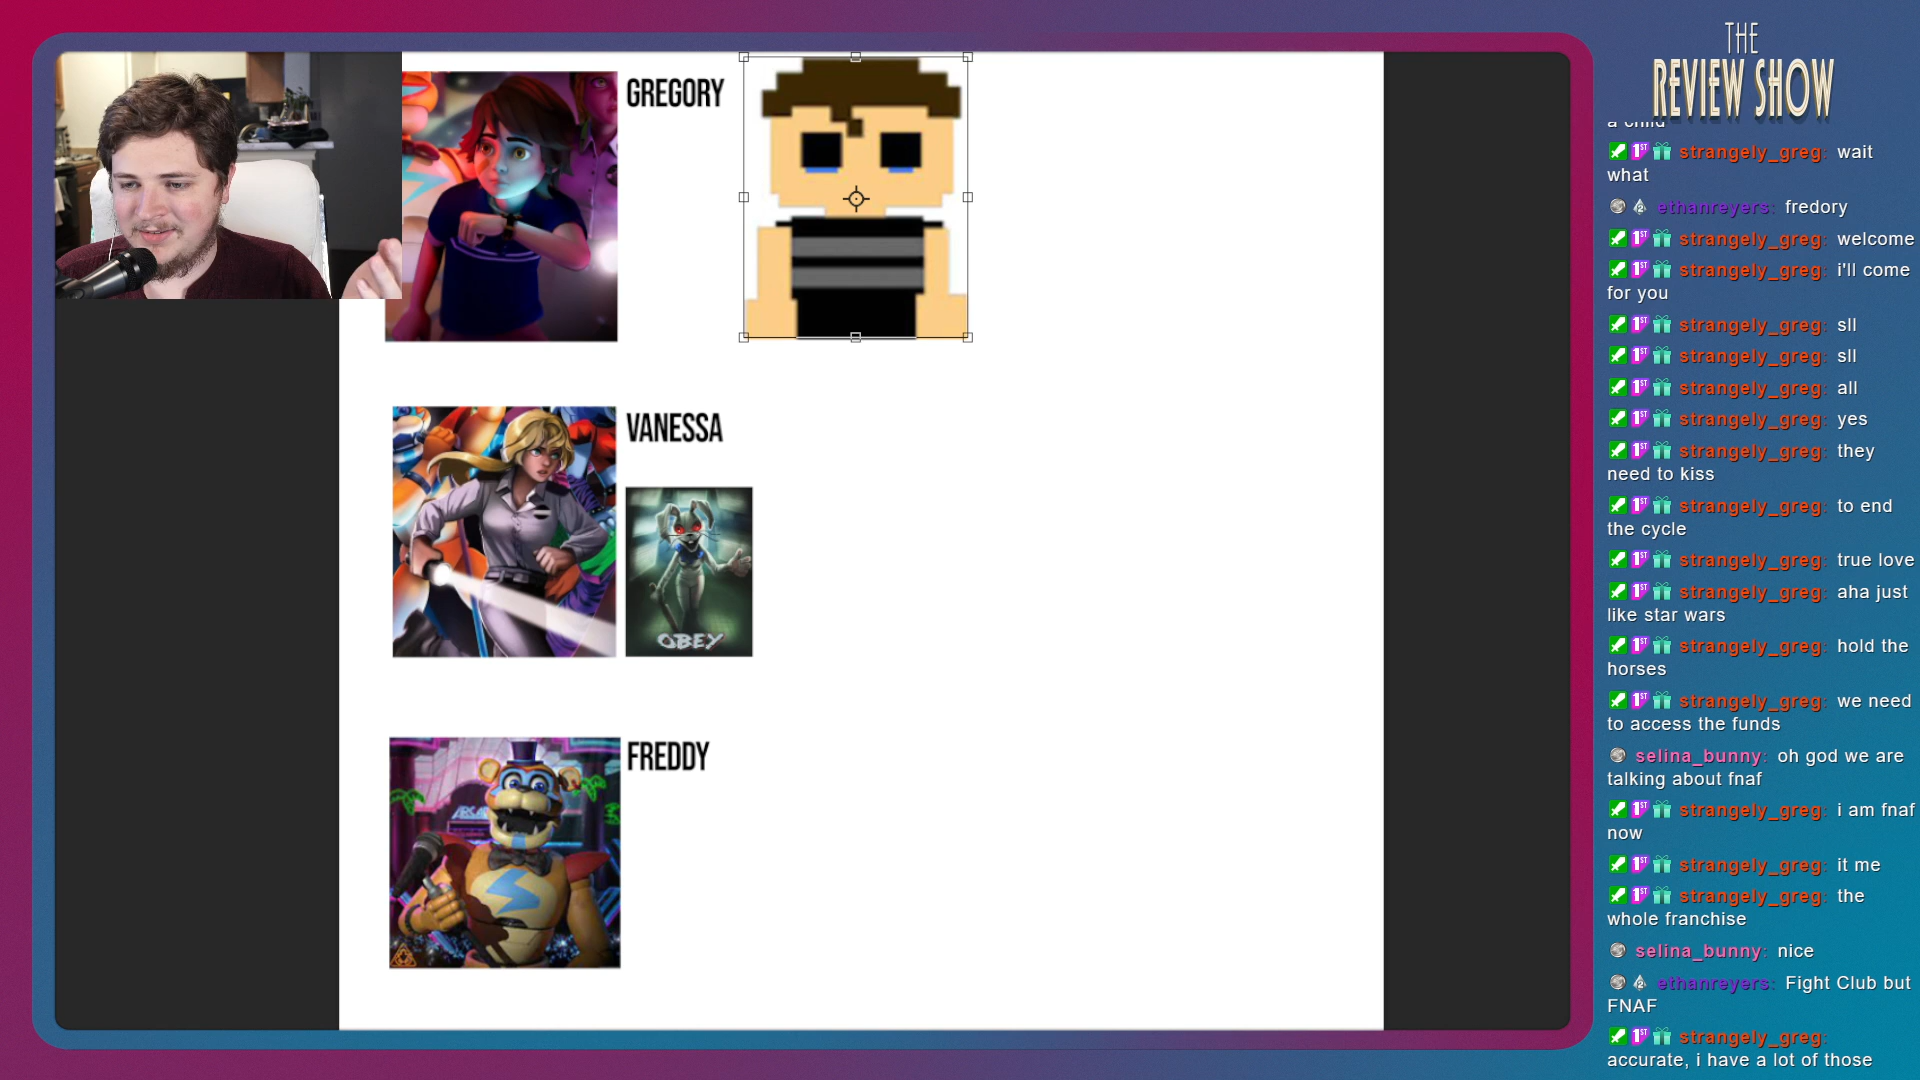 THE
REVIEW SHOW
GREGORY
VANESSA
OBEY
FREDDY
a child
strangely_greg: wait
what
ethanreyers: fredory
strangely_greg: welcome
strangely_greg: i'll come
for you
strangely_greg: sll
strangely_greg: sll
strangely_greg: all
strangely_greg: yes
strangely_greg: they
need to kiss
strangely_greg: to end
the cycle
strangely_greg: true love
strangely_greg: aha just
like star wars
strangely_greg: hold the
horses
strangely_greg: we need
to access the funds
selina_bunny: oh god we are
talking about fnaf
strangely_greg: i am fnaf
now
strangely_greg: it me
strangely_greg: the
whole franchise
selina_bunny: nice
ethanreyers: Fight Club but
FNAF
strangely_greg:
accurate, i have a lot of those